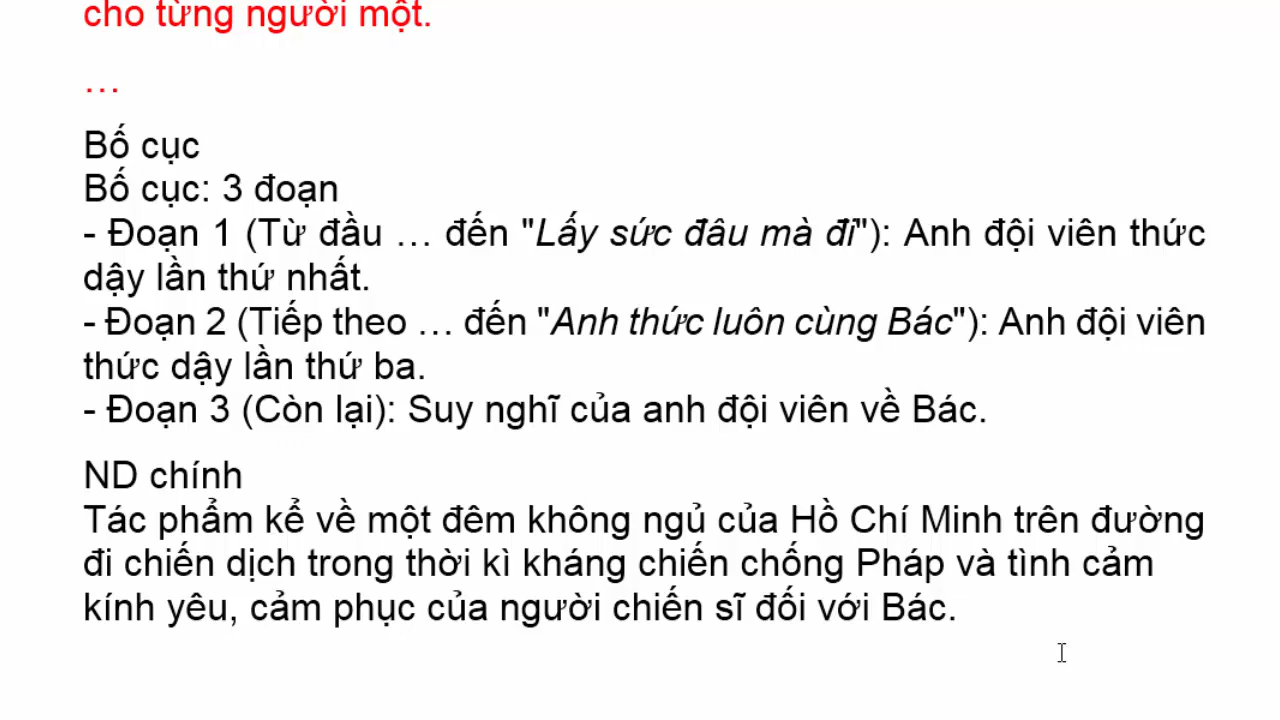 cho từng người một.
…
Bố cục
Bố cục: 3 đoạn
- Đoạn 1 (Từ đầu … đến "Lấy sức đâu mà đi"): Anh đội viên thức
dậy lần thứ nhất.
- Đoạn 2 (Tiếp theo … đến "Anh thức luôn cùng Bác"): Anh đội viên
thức dậy lần thứ ba.
- Đoạn 3 (Còn lại): Suy nghĩ của anh đội viên về Bác.
ND chính
Tác phẩm kể về một đêm không ngủ của Hồ Chí Minh trên đường
đi chiến dịch trong thời kì kháng chiến chống Pháp và tình cảm
kính yêu, cảm phục của người chiến sĩ đối với Bác.